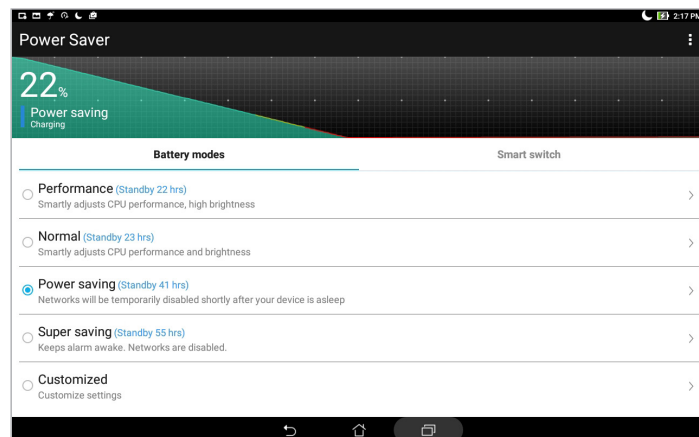 2:17 PM
Power Saver
22%
Power saving
Charging
Battery modes
Smart switch
Performance (Standby 22 hrs)
Smartly adjusts CPU performance, high brightness
Normal (Standby 23 hrs)
Smartly adjusts CPU performance and brightness
Power saving (Standby 41 hrs)
Networks will be temporarily disabled shortly after your device is asleep
Super saving (Standby 55 hrs)
Keeps alarm awake. Networks are disabled.
Customized
Customize settings